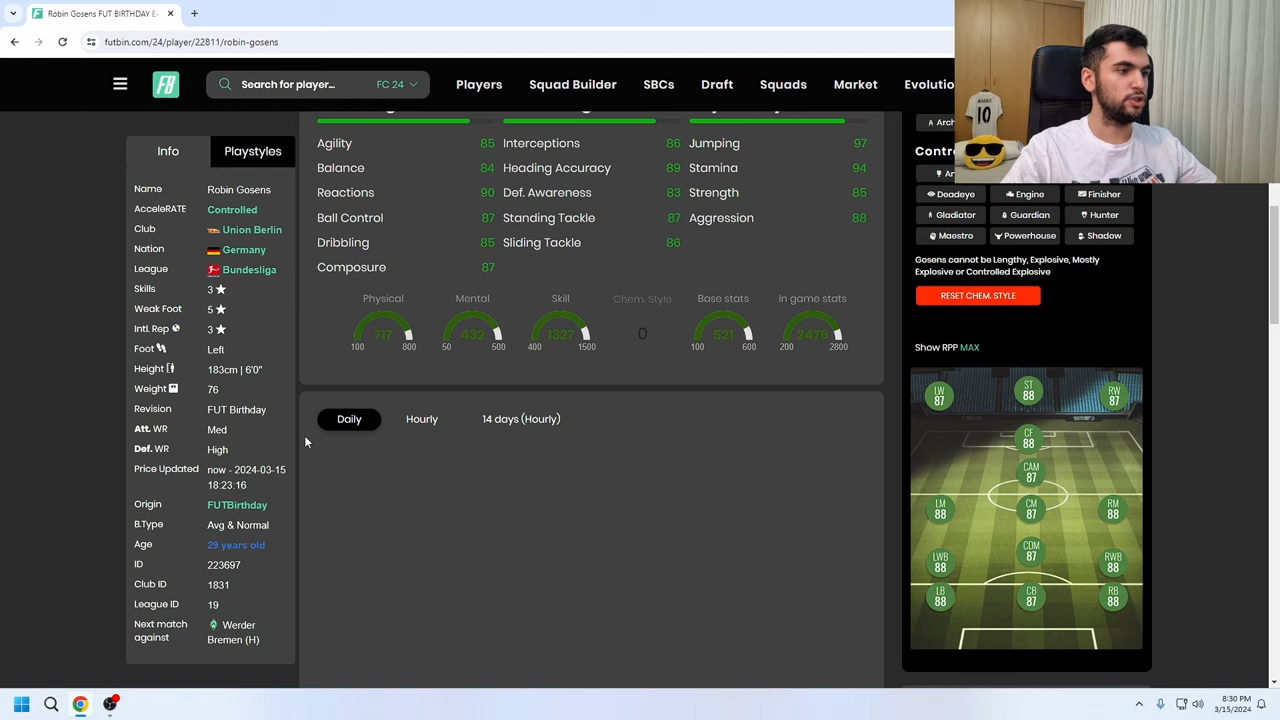 Robin Gosens FUT BIRTHDAY EA
futbin.com/24/player/22811/robin-gosens
FB
Search for player...
FC 24
Players
Squad Builder
SBCs
Draft
Squads
Market
Evolutio
Info
Playstyles
Name Robin Gosens
AcceleRATE Controlled
Club Union Berlin
Nation Germany
League Bundesliga
Skills 3
Weak Foot 5
Intl. Rep 3
Foot Left
Height 183cm | 6'0"
Weight 76
Revision FUT Birthday
Att. WR Med
Def. WR High
Price Updated now - 2024-03-15
18:23:16
Origin FUTBirthday
B.Type Avg & Normal
Age 29 years old
ID 223697
Club ID 1831
League ID 19
Next match
against
Werder
Bremen (H)
Agility 85
Balance 84
Reactions 90
Ball Control 87
Dribbling 85
Composure 87
Interceptions 86
Heading Accuracy 89
Def. Awareness 83
Standing Tackle 87
Sliding Tackle 86
Jumping 97
Stamina 94
Strength 85
Aggression 88
Physical
717
100 800
Mental
432
50 500
Skill
1327
400 1500
Chem. Style
0
Base stats
521
100 600
In game stats
2476
200 2800
Daily
Hourly
14 days (Hourly)
Arch
Contro
Deadeye
Engine
Finisher
Gladiator
Guardian
Hunter
Maestro
Powerhouse
Shadow
Gosens cannot be Lengthy, Explosive, Mostly
Explosive or Controlled Explosive
RESET CHEM. STYLE
Show RPP MAX
LW
87
ST
88
RW
87
CF
88
CAM
87
LM
88
CM
87
RM
88
CDM
87
LWB
88
RWB
88
LB
88
CB
87
RB
88
10
8:30 PM
3/15/2024